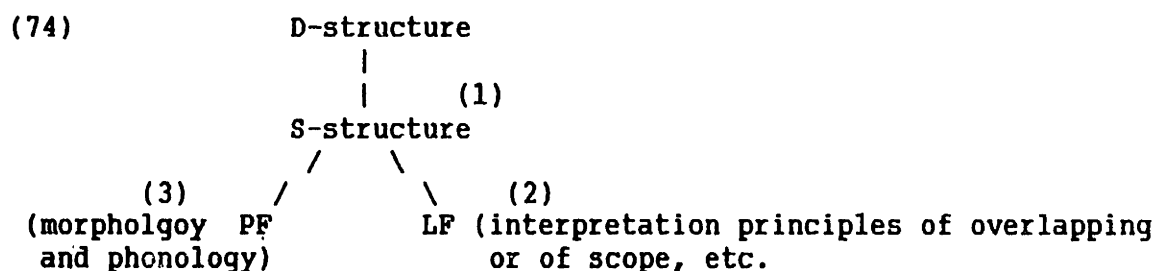 (74) D-structure
(1)
S-structure
(3) (2)
(morpholgoy PF LF (interpretation principles of overlapping
and phonology) or of scope, etc.